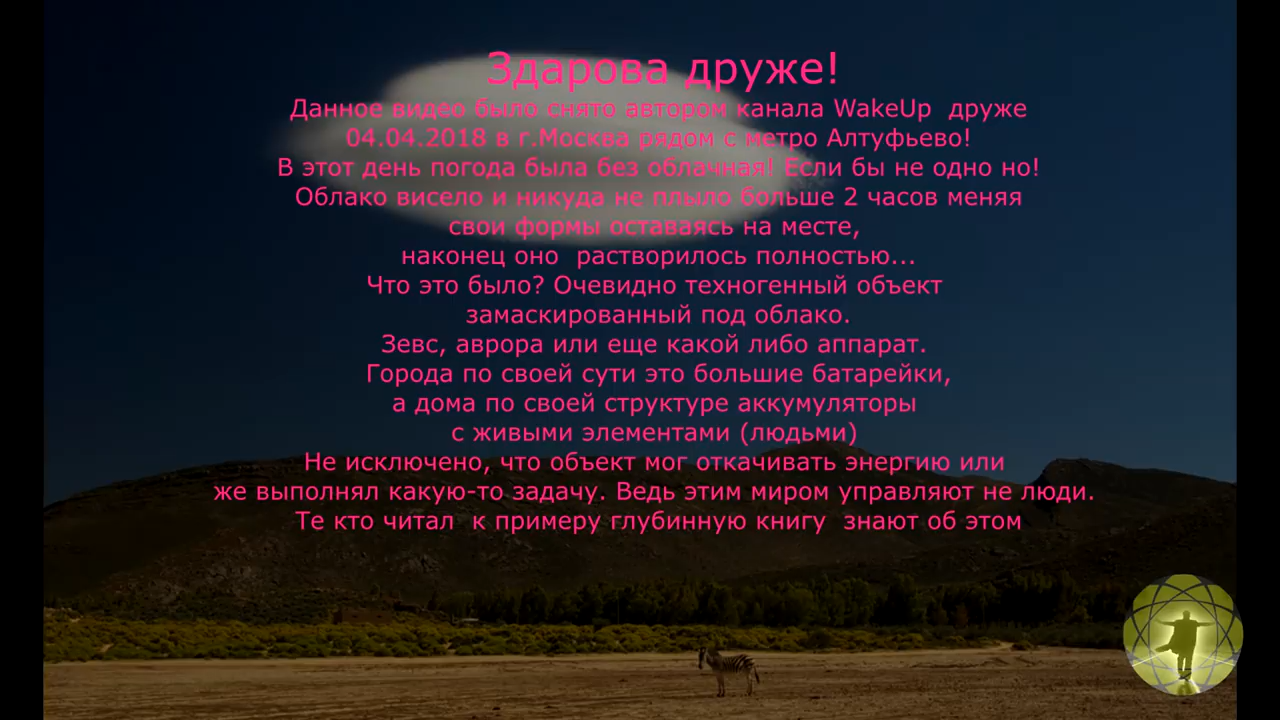 Здарова друже!
Данное видео было снято автором канала WakeUp друже
04.04.2018 в г.Москва рядом с метро Алтуфьево!
В этот день погода была без облачная! Если бы не одно но!
Облако висело и никуда не плыло больше 2 часов меняя
свои формы оставаясь на месте,
наконец оно растворилось полностью...
Что это было? Очевидно техногенный объект
замаскированный под облако.
Зевс, аврора или еще какой либо аппарат.
Города по своей сути это большие батарейки,
а дома по своей структуре аккумуляторы
с живыми элементами (людьми)
Не исключено, что объект мог откачивать энергию или
же выполнял какую-то задачу. Ведь этим миром управляют не люди.
Те кто читал к примеру глубинную книгу знают об этом